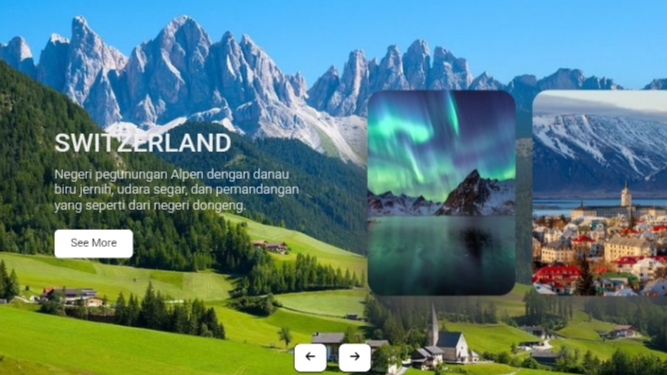 SWITZERLAND
Negeri pegunungan Alpen dengan danau
biru jernih, udara segar, dan pemandangan
yang seperti dari negeri dongeng.
See More